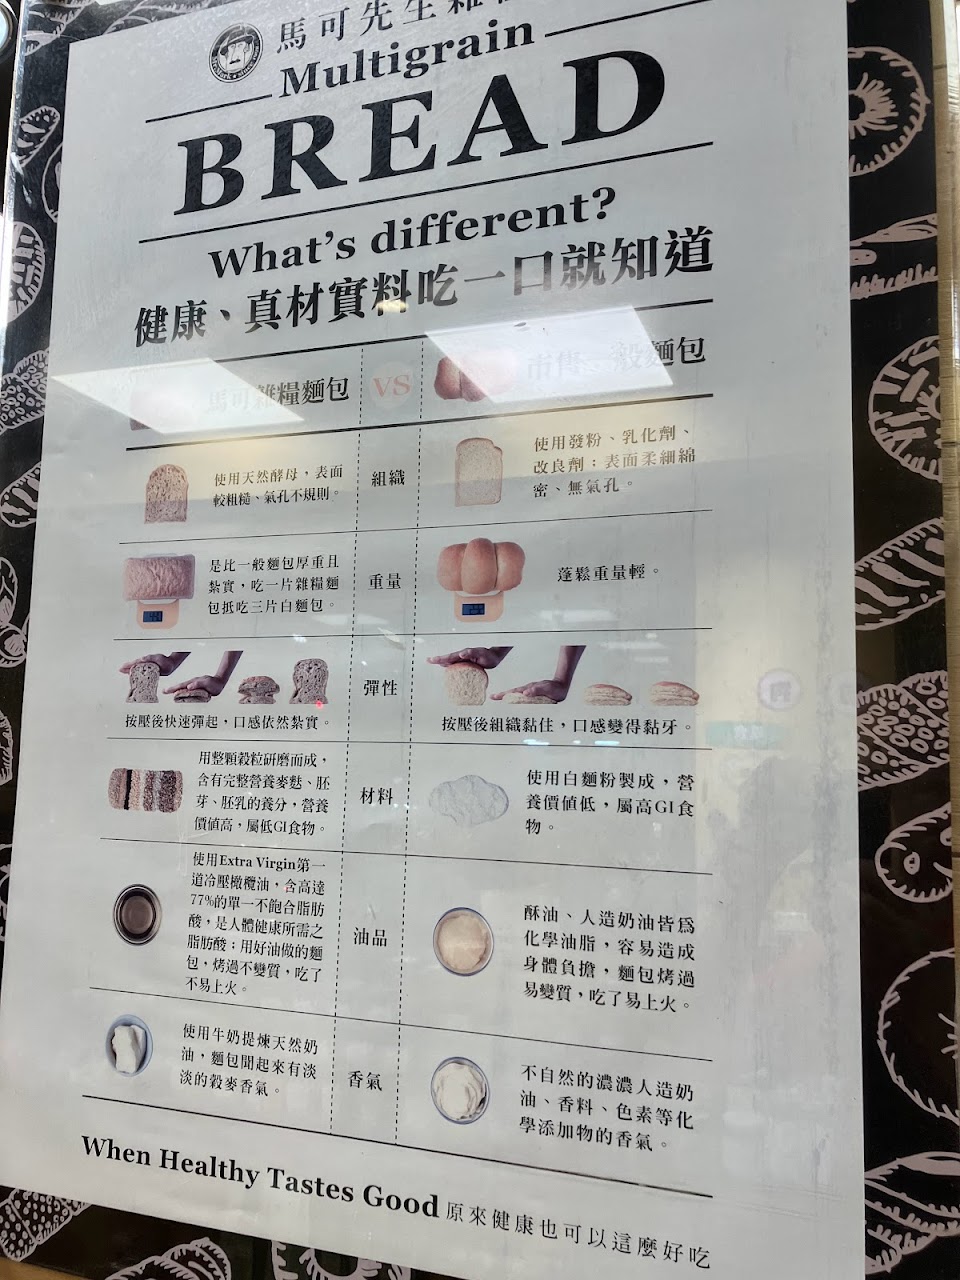 馬可先生雜
Multigrain
BREAD
What's different?
健康、真材實料吃一口就知道
馬可雜糧麵包
VS
市售一般麵包
使用天然酵母，表面
較粗糙、氣孔不規則。
組織
使用發粉、乳化劑、
改良劑；表面柔細綿
密、無氣孔。
是比一般麵包厚重且
紮實，吃一片雜糧麵
包抵吃三片白麵包。
重量
蓬鬆重量輕。
按壓後快速彈起，口感依然紮實。
彈性
按壓後組織黏住，口感變得黏牙。
用整顆穀粒研磨而成，
含有完整營養麥麩、胚
芽、胚乳的養分，營養
價值高，屬低GI食物。
材料
使用白麵粉製成，營
養價值低，屬高GI食
物。
使用Extra Virgin第一
道冷壓橄欖油，含高達
77%的單一不飽合脂肪
酸，是人體健康所需之
脂肪酸；用好油做的麵
包，烤過不變質，吃了
不易上火。
油品
酥油、人造奶油皆為
化學油脂，容易造成
身體負擔，麵包烤過
易變質，吃了易上火。
使用牛奶提煉天然奶
油，麵包聞起來有淡
淡的穀麥香氣。
香氣
不自然的濃濃人造奶
油、香料、色素等化
學添加物的香氣。
When Healthy Tastes Good 原來健康也可以這麼好吃